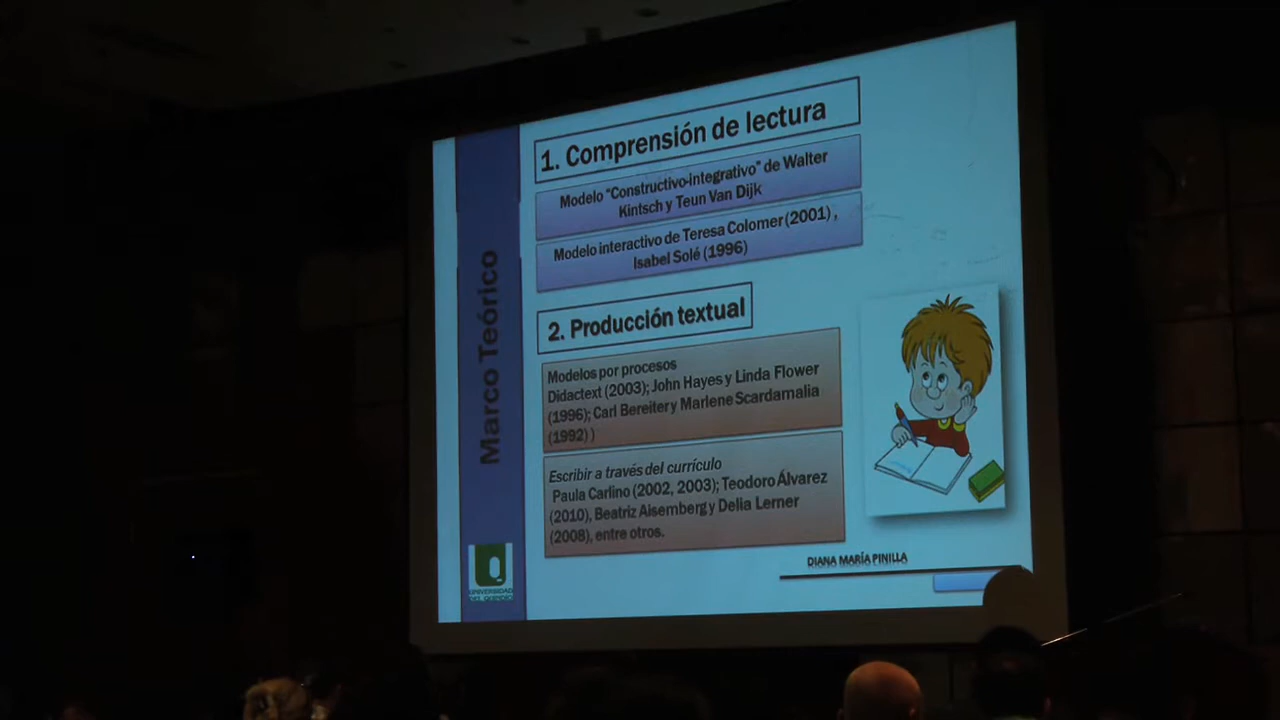 Marco Teórico
1. Comprensión de lectura
Modelo “Constructivo-integrativo” de Walter
Kintsch y Teun Van Dijk
Modelo interactivo de Teresa Colomer (2001) ,
Isabel Solé (1996)
2. Producción textual
Modelos por procesos
Didactext (2003); John Hayes y Linda Flower
(1996); Carl Bereiter y Marlene Scardamalia
(1992) )
Escribir a través del currículo
Paula Carlino (2002, 2003); Teodoro Álvarez
(2010), Beatriz Aisemberg y Delia Lerner
(2008), entre otros.
DIANA MARÍA PINILLA
UNIVERSIDAD
DEL QUINDÍO